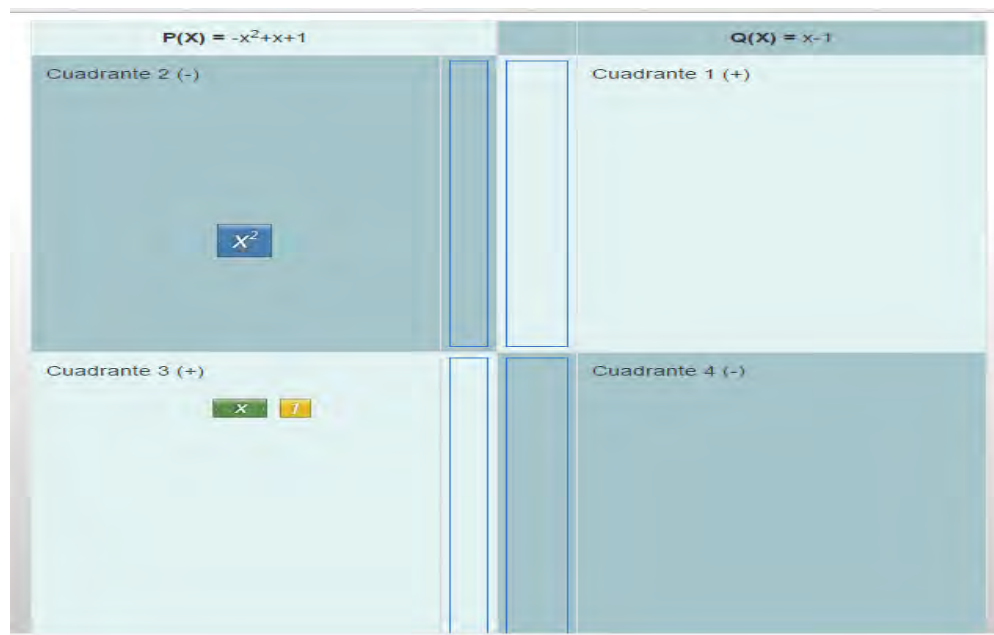 P(X) = -x²+x+1
Q(X) = x-1
Cuadrante 2 (-)
Cuadrante 1 (+)
x²
Cuadrante 3 (+)
Cuadrante 4 (-)
x 1